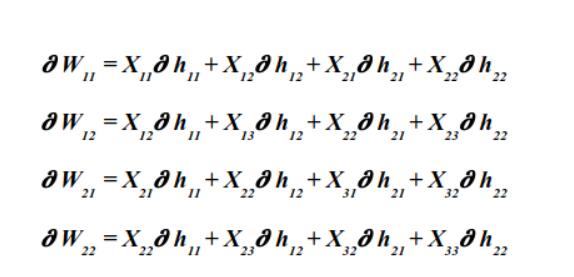 ∂W₁₁ = X₁₁∂h₁₁ + X₁₂∂h₁₂ + X₂₁∂h₂₁ + X₂₂∂h₂₂
∂W₁₂ = X₁₂∂h₁₁ + X₁₃∂h₁₂ + X₂₂∂h₂₁ + X₂₃∂h₂₂
∂W₂₁ = X₂₁∂h₁₁ + X₂₂∂h₁₂ + X₃₁∂h₂₁ + X₃₂∂h₂₂
∂W₂₂ = X₂₂∂h₁₁ + X₂₃∂h₁₂ + X₃₂∂h₂₁ + X₃₃∂h₂₂